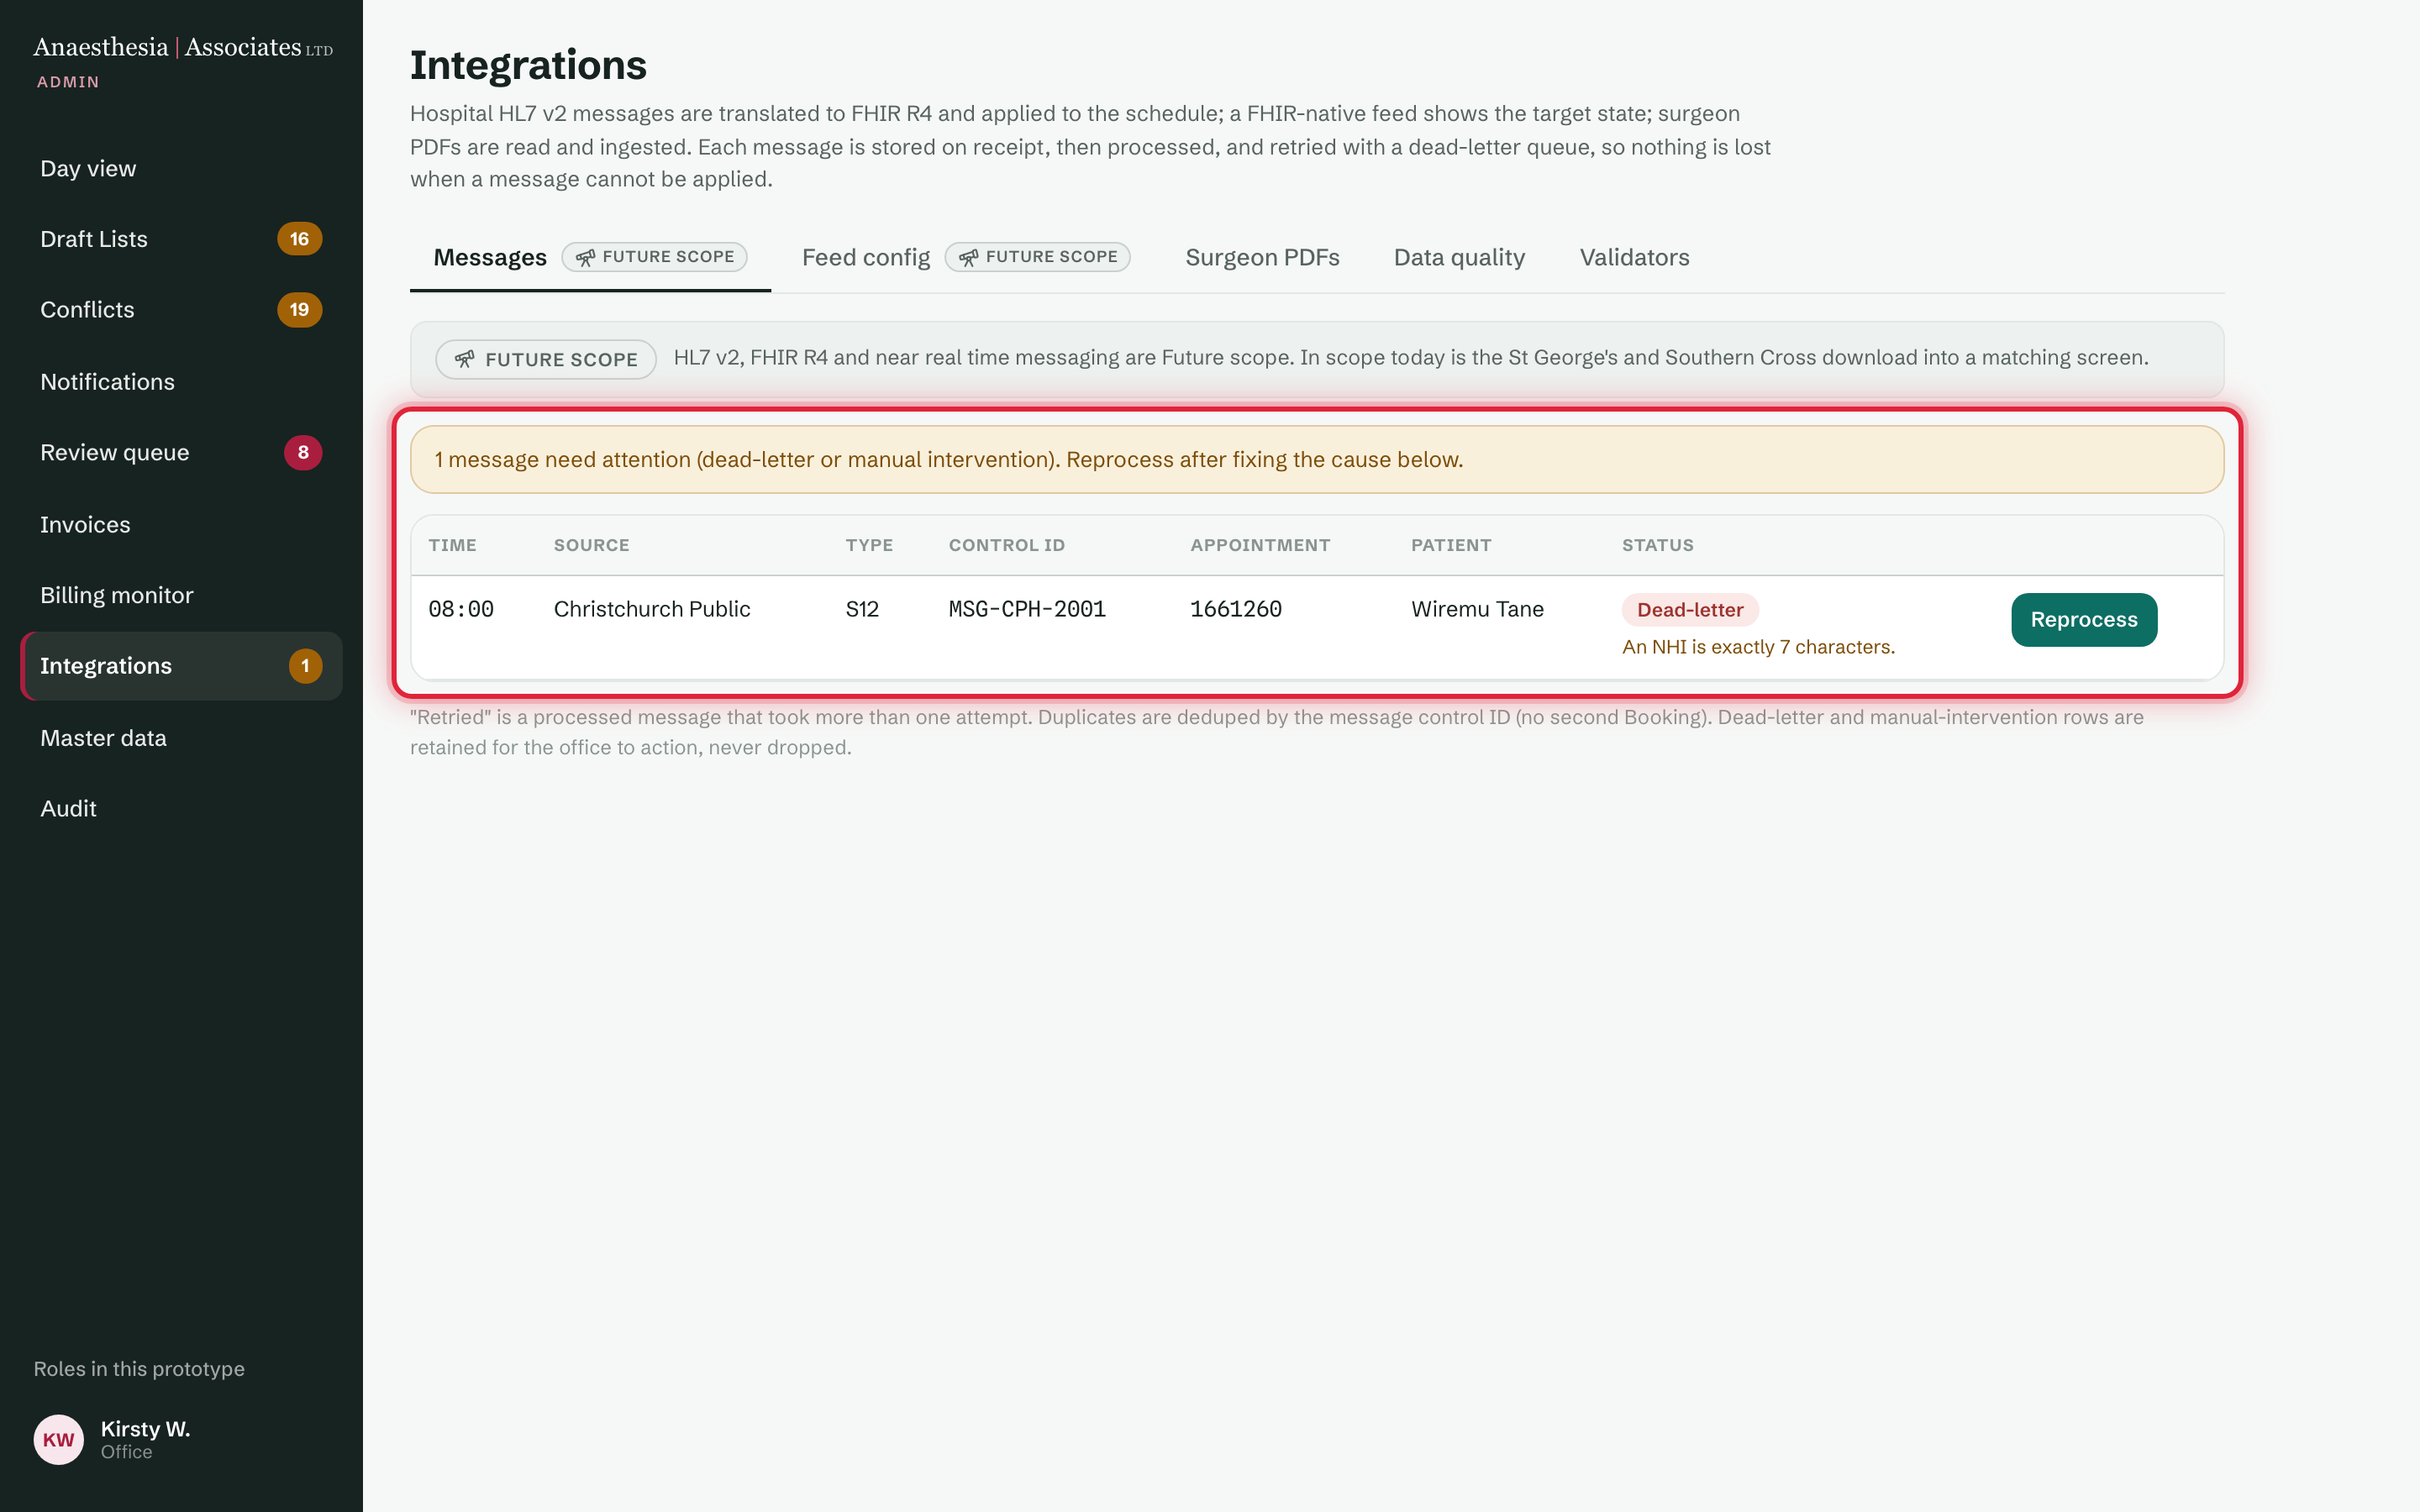 Anaesthesia | Associates LTD
ADMIN
Day view
Draft Lists 16
Conflicts 19
Notifications
Review queue 8
Invoices
Billing monitor
Integrations 1
Master data
Audit
Roles in this prototype
KW
Kirsty W.
Office
Integrations
Hospital HL7 v2 messages are translated to FHIR R4 and applied to the schedule; a FHIR-native feed shows the target state; surgeon
PDFs are read and ingested. Each message is stored on receipt, then processed, and retried with a dead-letter queue, so nothing is lost
when a message cannot be applied.
Messages FUTURE SCOPE Feed config FUTURE SCOPE Surgeon PDFs Data quality Validators
FUTURE SCOPE HL7 v2, FHIR R4 and near real time messaging are Future scope. In scope today is the St George's and Southern Cross download into a matching screen.
1 message need attention (dead-letter or manual intervention). Reprocess after fixing the cause below.
TIME SOURCE TYPE CONTROL ID APPOINTMENT PATIENT STATUS
08:00 Christchurch Public S12 MSG-CPH-2001 1661260 Wiremu Tane Dead-letter Reprocess
An NHI is exactly 7 characters.
"Retried" is a processed message that took more than one attempt. Duplicates are deduped by the message control ID (no second Booking). Dead-letter and manual-intervention rows are
retained for the office to action, never dropped.